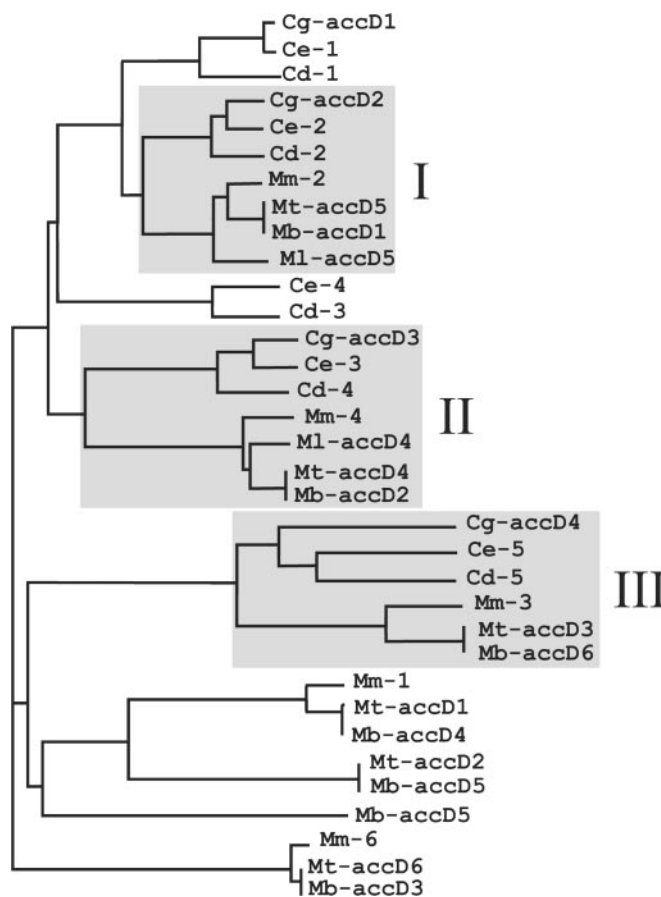 Cg-accD1
Ce-1
Cd-1
Cg-accD2
Ce-2
Cd-2
Mm-2
Mt-accD5
Mb-accD1
Ml-accD5
I
Ce-4
Cd-3
Cg-accD3
Ce-3
Cd-4
Mm-4
Ml-accD4
Mt-accD4
Mb-accD2
II
Cg-accD4
Ce-5
Cd-5
Mm-3
Mt-accD3
Mb-accD6
III
Mm-1
Mt-accD1
Mb-accD4
Mt-accD2
Mb-accD5
Mb-accD5
Mm-6
Mt-accD6
Mb-accD3